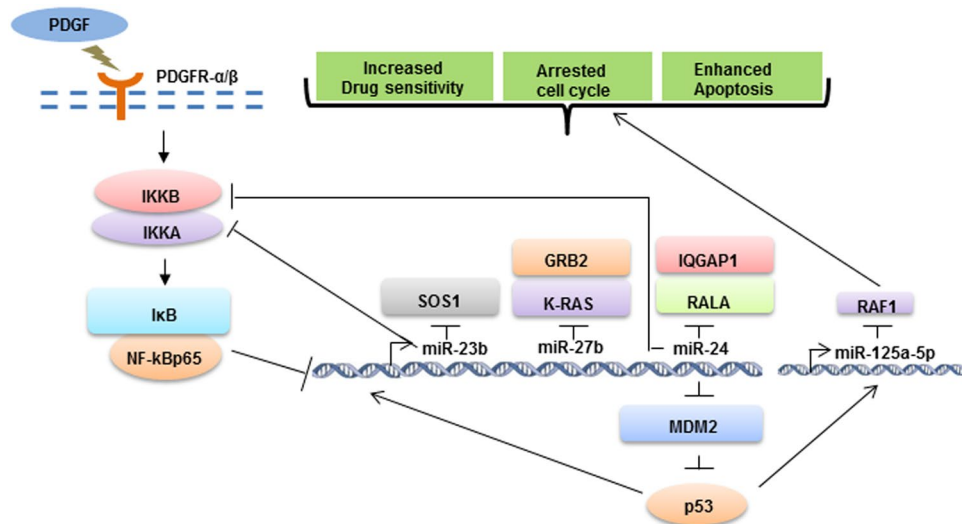 PDGF
PDGFR-α/β
Increased
Drug sensitivity
Arrested
cell cycle
Enhanced
Apoptosis
IKKB
IKKA
IκB
NF-kBp65
SOS1
GRB2
K-RAS
IQGAP1
RALA
RAF1
miR-23b
miR-27b
miR-24
miR-125a-5p
MDM2
p53